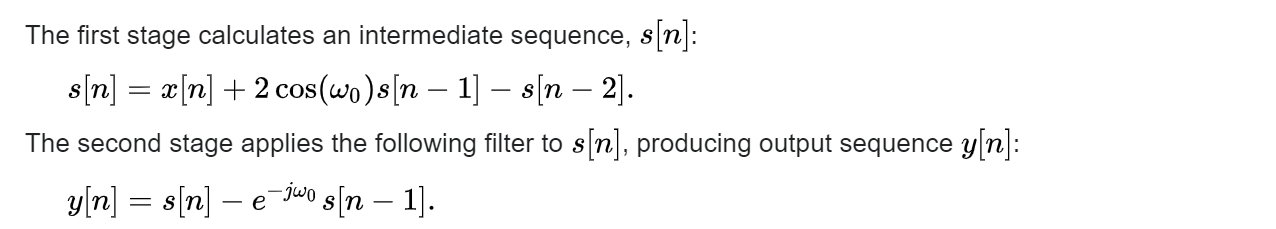 The first stage calculates an intermediate sequence, s[n]:
s[n] = x[n] + 2 cos(ω₀)s[n − 1] − s[n − 2].
The second stage applies the following filter to s[n], producing output sequence y[n]:
y[n] = s[n] − e^{−jω₀} s[n − 1].